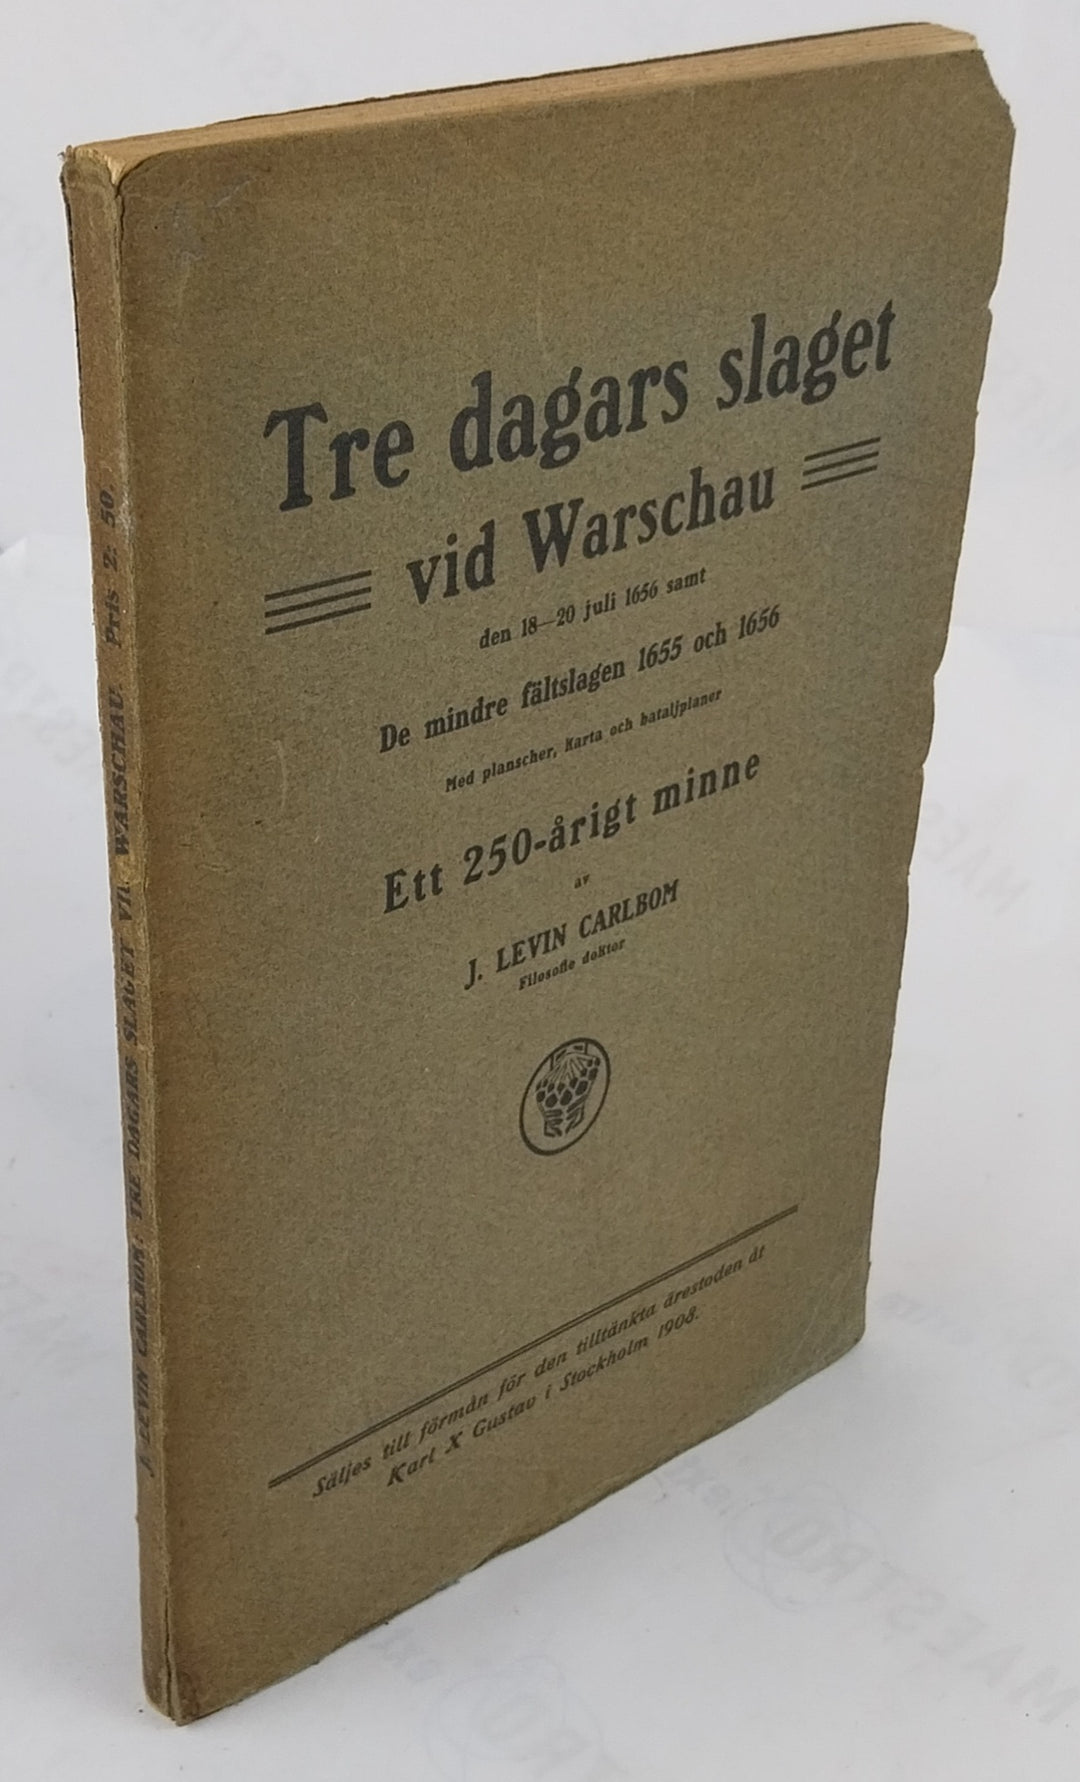 Tre dagars slaget
vid Warschau
den 18—20 juli 1656 samt
De mindre fältslagen 1655 och 1656
Med planscher, Karta och bataljplaner
Ett 250-årigt minne
av
J. LEVIN CARLBOM
Filosofie doktor
Säljes till förmån för den tilltänkta ärestoden åt
Karl X Gustav i Stockholm 1908.
J. LEVIN CARLBOM: TRE DAGARS SLAGET VID WARSCHAU. Pris 2: 50.
MAESTRO